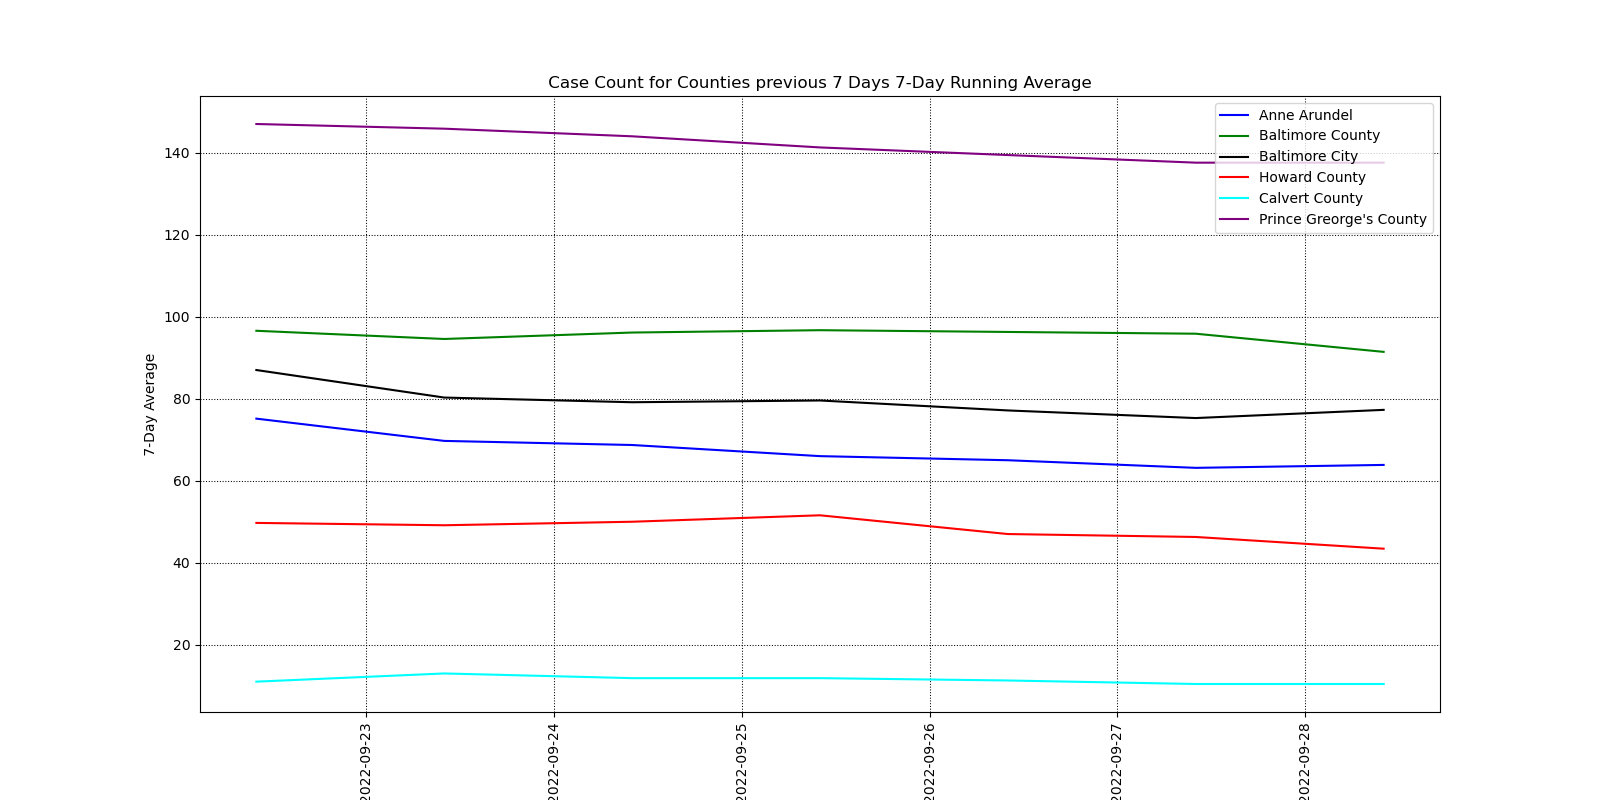 Case Count for Counties previous 7 Days 7-Day Running Average
Anne Arundel
Baltimore County
Baltimore City
Howard County
Calvert County
Prince Greorge's County
7-Day Average
140
120
100
80
60
40
20
2022-09-23
2022-09-24
2022-09-25
2022-09-26
2022-09-27
2022-09-28